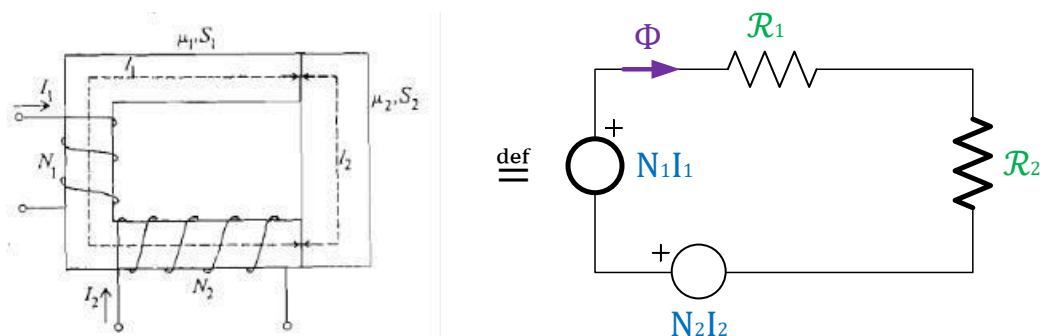 μ₁,S₁
l₁
I₁
μ₂,S₂
N₁
l₂
N₂
I₂
def
=
Φ
ℛ₁
+
N₁I₁
ℛ₂
+
N₂I₂